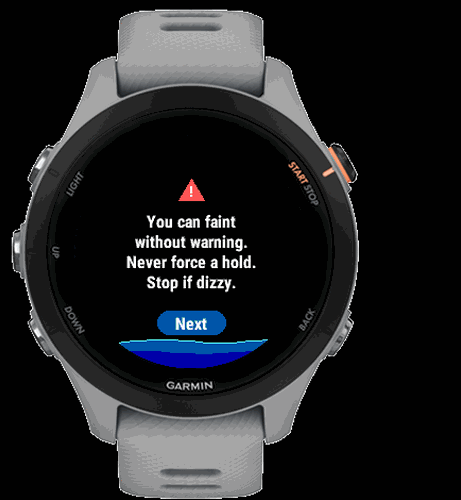 !
START STOP
LIGHT
You can faint
without warning.
Never force a hold.
Stop if dizzy.
UP
Next
DOWN
BACK
GARMIN